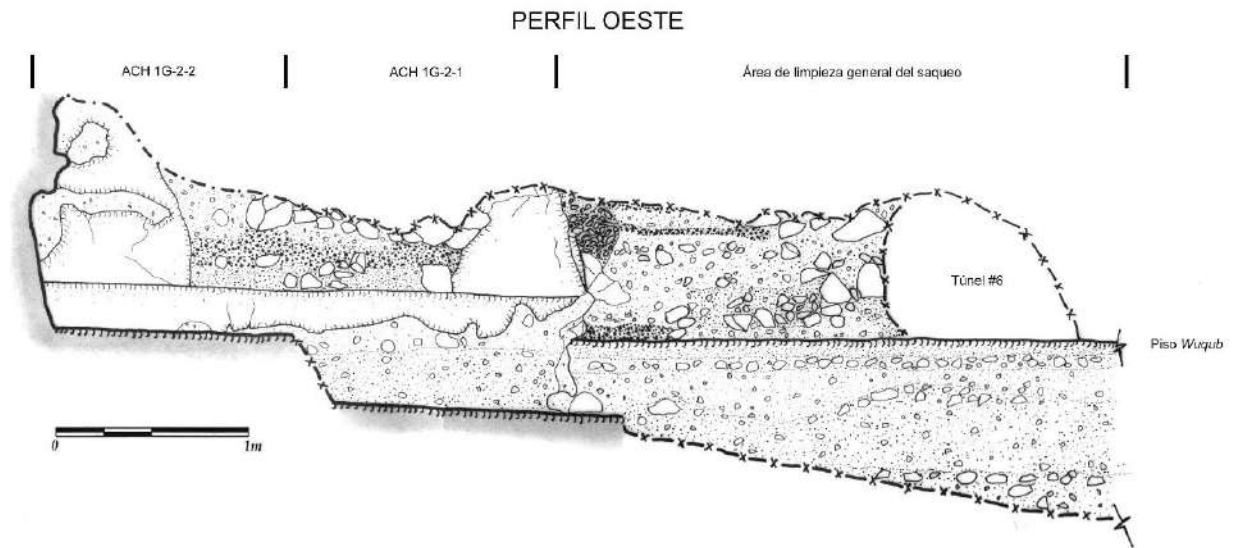 PERFIL OESTE
ACH 1G-2-2
ACH 1G-2-1
Área de limpieza general del saqueo
Túnel #6
Piso Wuqub
0
1m